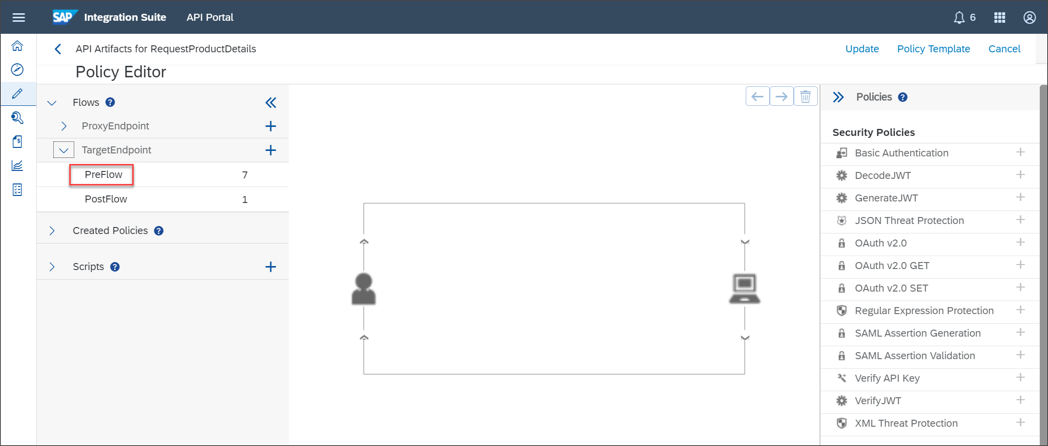 SAP Integration Suite API Portal 6
API Artifacts for RequestProductDetails Update Policy Template Cancel
Policy Editor
Flows ?
ProxyEndpoint
TargetEndpoint
PreFlow 7
PostFlow 1
Created Policies ?
Scripts ?
Policies ?
Security Policies
Basic Authentication
DecodeJWT
GenerateJWT
JSON Threat Protection
OAuth v2.0
OAuth v2.0 GET
OAuth v2.0 SET
Regular Expression Protection
SAML Assertion Generation
SAML Assertion Validation
Verify API Key
VerifyJWT
XML Threat Protection